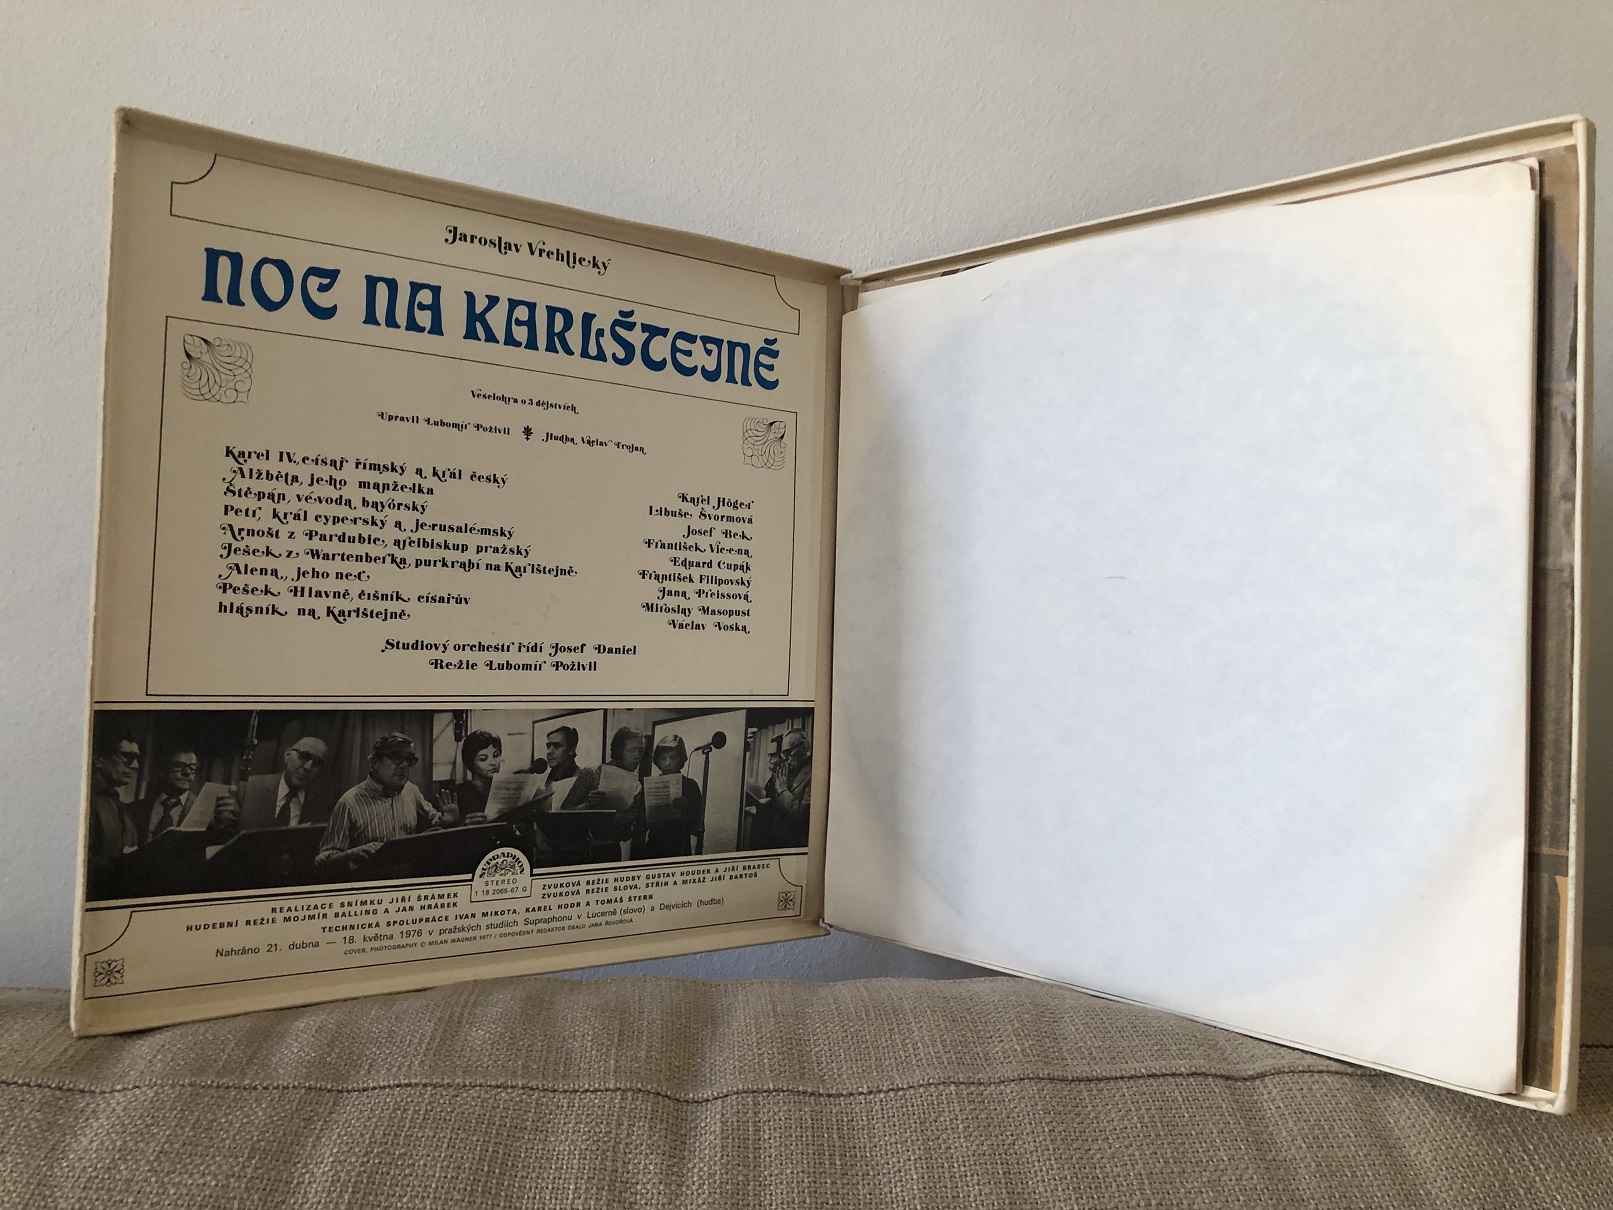 Jaroslav Vrchlický
NOC NA KARLŠTEJNĚ
Veselohra o 3 dějstvích
Upravil Lubomír Poživil Hudba Václav Trojan
Karel IV., císař římský a král český Karel Höger
Alžběta, jeho manželka Libuše Švormová
Štěpán, vévoda bavorský Josef Bek
Petr, král cyperský a jerusalémský František Vicena
Arnošt z Pardubic, arcibiskup pražský Eduard Cupák
Ješek z Wartenberka, purkrabí na Karlštejně František Filipovský
Alena, jeho neť Jana Preissová
Pešek Hlavně, číšník císařův Miroslav Masopust
hlásník na Karlštejně Václav Voska
Studiový orchestr řídí Josef Daniel
Režie Lubomír Poživil
SUPRAPHON
STEREO
1 18 2065-67 G
REALIZACE SNÍMKU JIŘÍ ŠRÁMEK
HUDEBNÍ REŽIE MOJMÍR BALLING A JAN HRÁBEK
ZVUKOVÁ REŽIE HUDBY GUSTAV HOUDEK A JIŘÍ BRABEC
ZVUKOVÁ REŽIE SLOVA, STŘIH A MIXÁŽ JIŘÍ BARTOŠ
TECHNICKÁ SPOLUPRÁCE IVAN MIKOTA, KAREL HODR A TOMÁŠ ŠTERN
Nahráno 21. dubna — 18. května 1976 v pražských studiích Supraphonu v Lucerně (slovo) a Dejvicích (hudba)
COVER, PHOTOGRAPHY © MILAN WAGNER 1977 / ODPOVĚDNÝ REDAKTOR OBALU JANA ŘEHOŘOVÁ